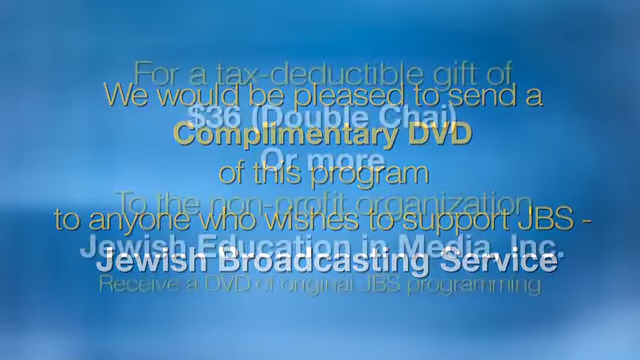 For a tax-deductible gift of
We would be pleased to send a
$36 (Double Chai)
Complimentary DVD
Or more
of this program
To the non-profit organization
to anyone who wishes to support JBS -
Jewish Education in Media, Inc.
Jewish Broadcasting Service
Receive a DVD of original JBS programming